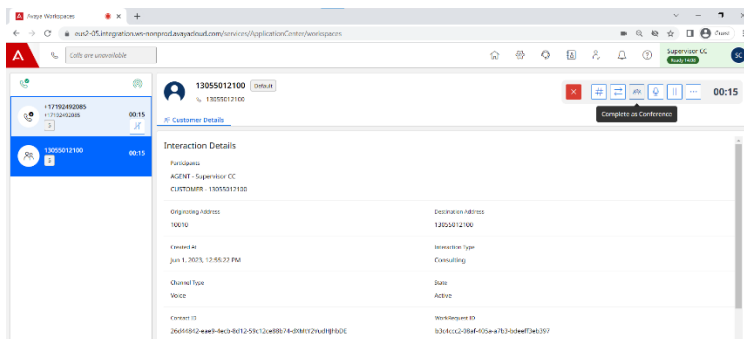 Avaye Workspaces
eus2-05.integration.ws-nonprod.avayacloud.com/services/ApplicationCenter/workspaces
Guest
Calls are unavailable
Supervisor CC
Ready
SC
+17192492085
+17192492085
00:15
13055012100
00:15
13055012100 Default
13055012100
00:15
Complete as Conference
Customer Details
Interaction Details
Participants
AGENT - Supervisor CC
CUSTOMER - 13055012100
Originating Address
Destination Address
10010
13055012100
Created At
Interaction Type
Jun 1, 2023, 12:55:22 PM
Consulting
Channel Type
State
Voice
Active
Contact ID
WorkRequest ID